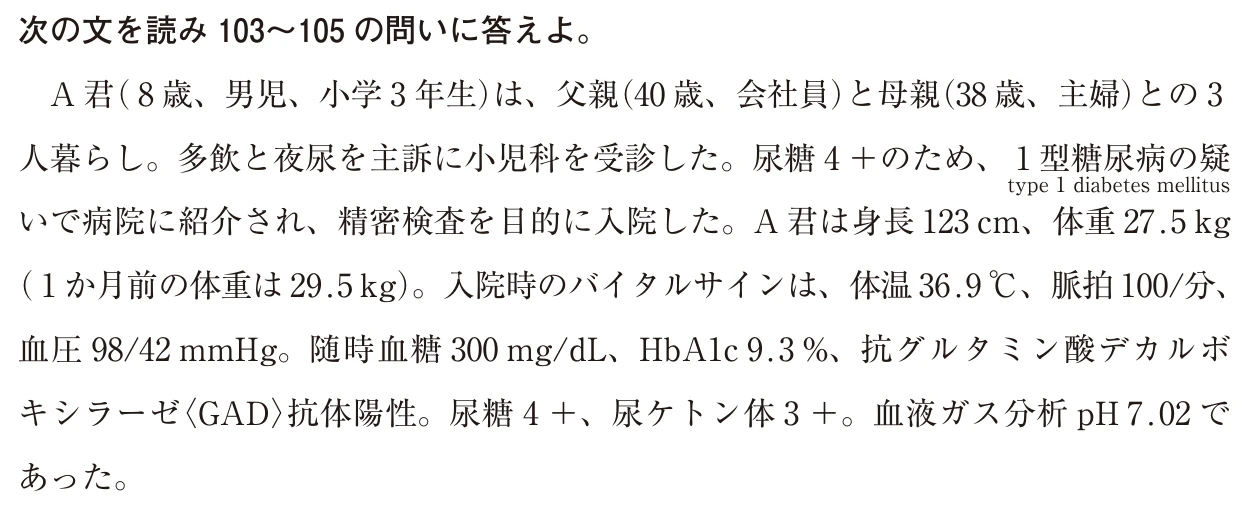 次の文を読み 103~105 の問いに答えよ。
A 君(8 歳、男児、小学 3 年生)は、父親(40 歳、会社員)と母親(38 歳、主婦)との 3
人暮らし。多飲と夜尿を主訴に小児科を受診した。尿糖 4 +のため、1 型糖尿病の疑
type 1 diabetes mellitus
いで病院に紹介され、精密検査を目的に入院した。A 君は身長 123 cm、体重 27.5 kg
(1 か月前の体重は 29.5 kg)。入院時のバイタルサインは、体温 36.9 ℃、脈拍 100/分、
血圧 98/42 mmHg。随時血糖 300 mg/dL、HbA1c 9.3 %、抗グルタミン酸デカルボ
キシラーゼ〈GAD〉抗体陽性。尿糖 4 +、尿ケトン体 3 +。血液ガス分析 pH 7.02 で
あった。